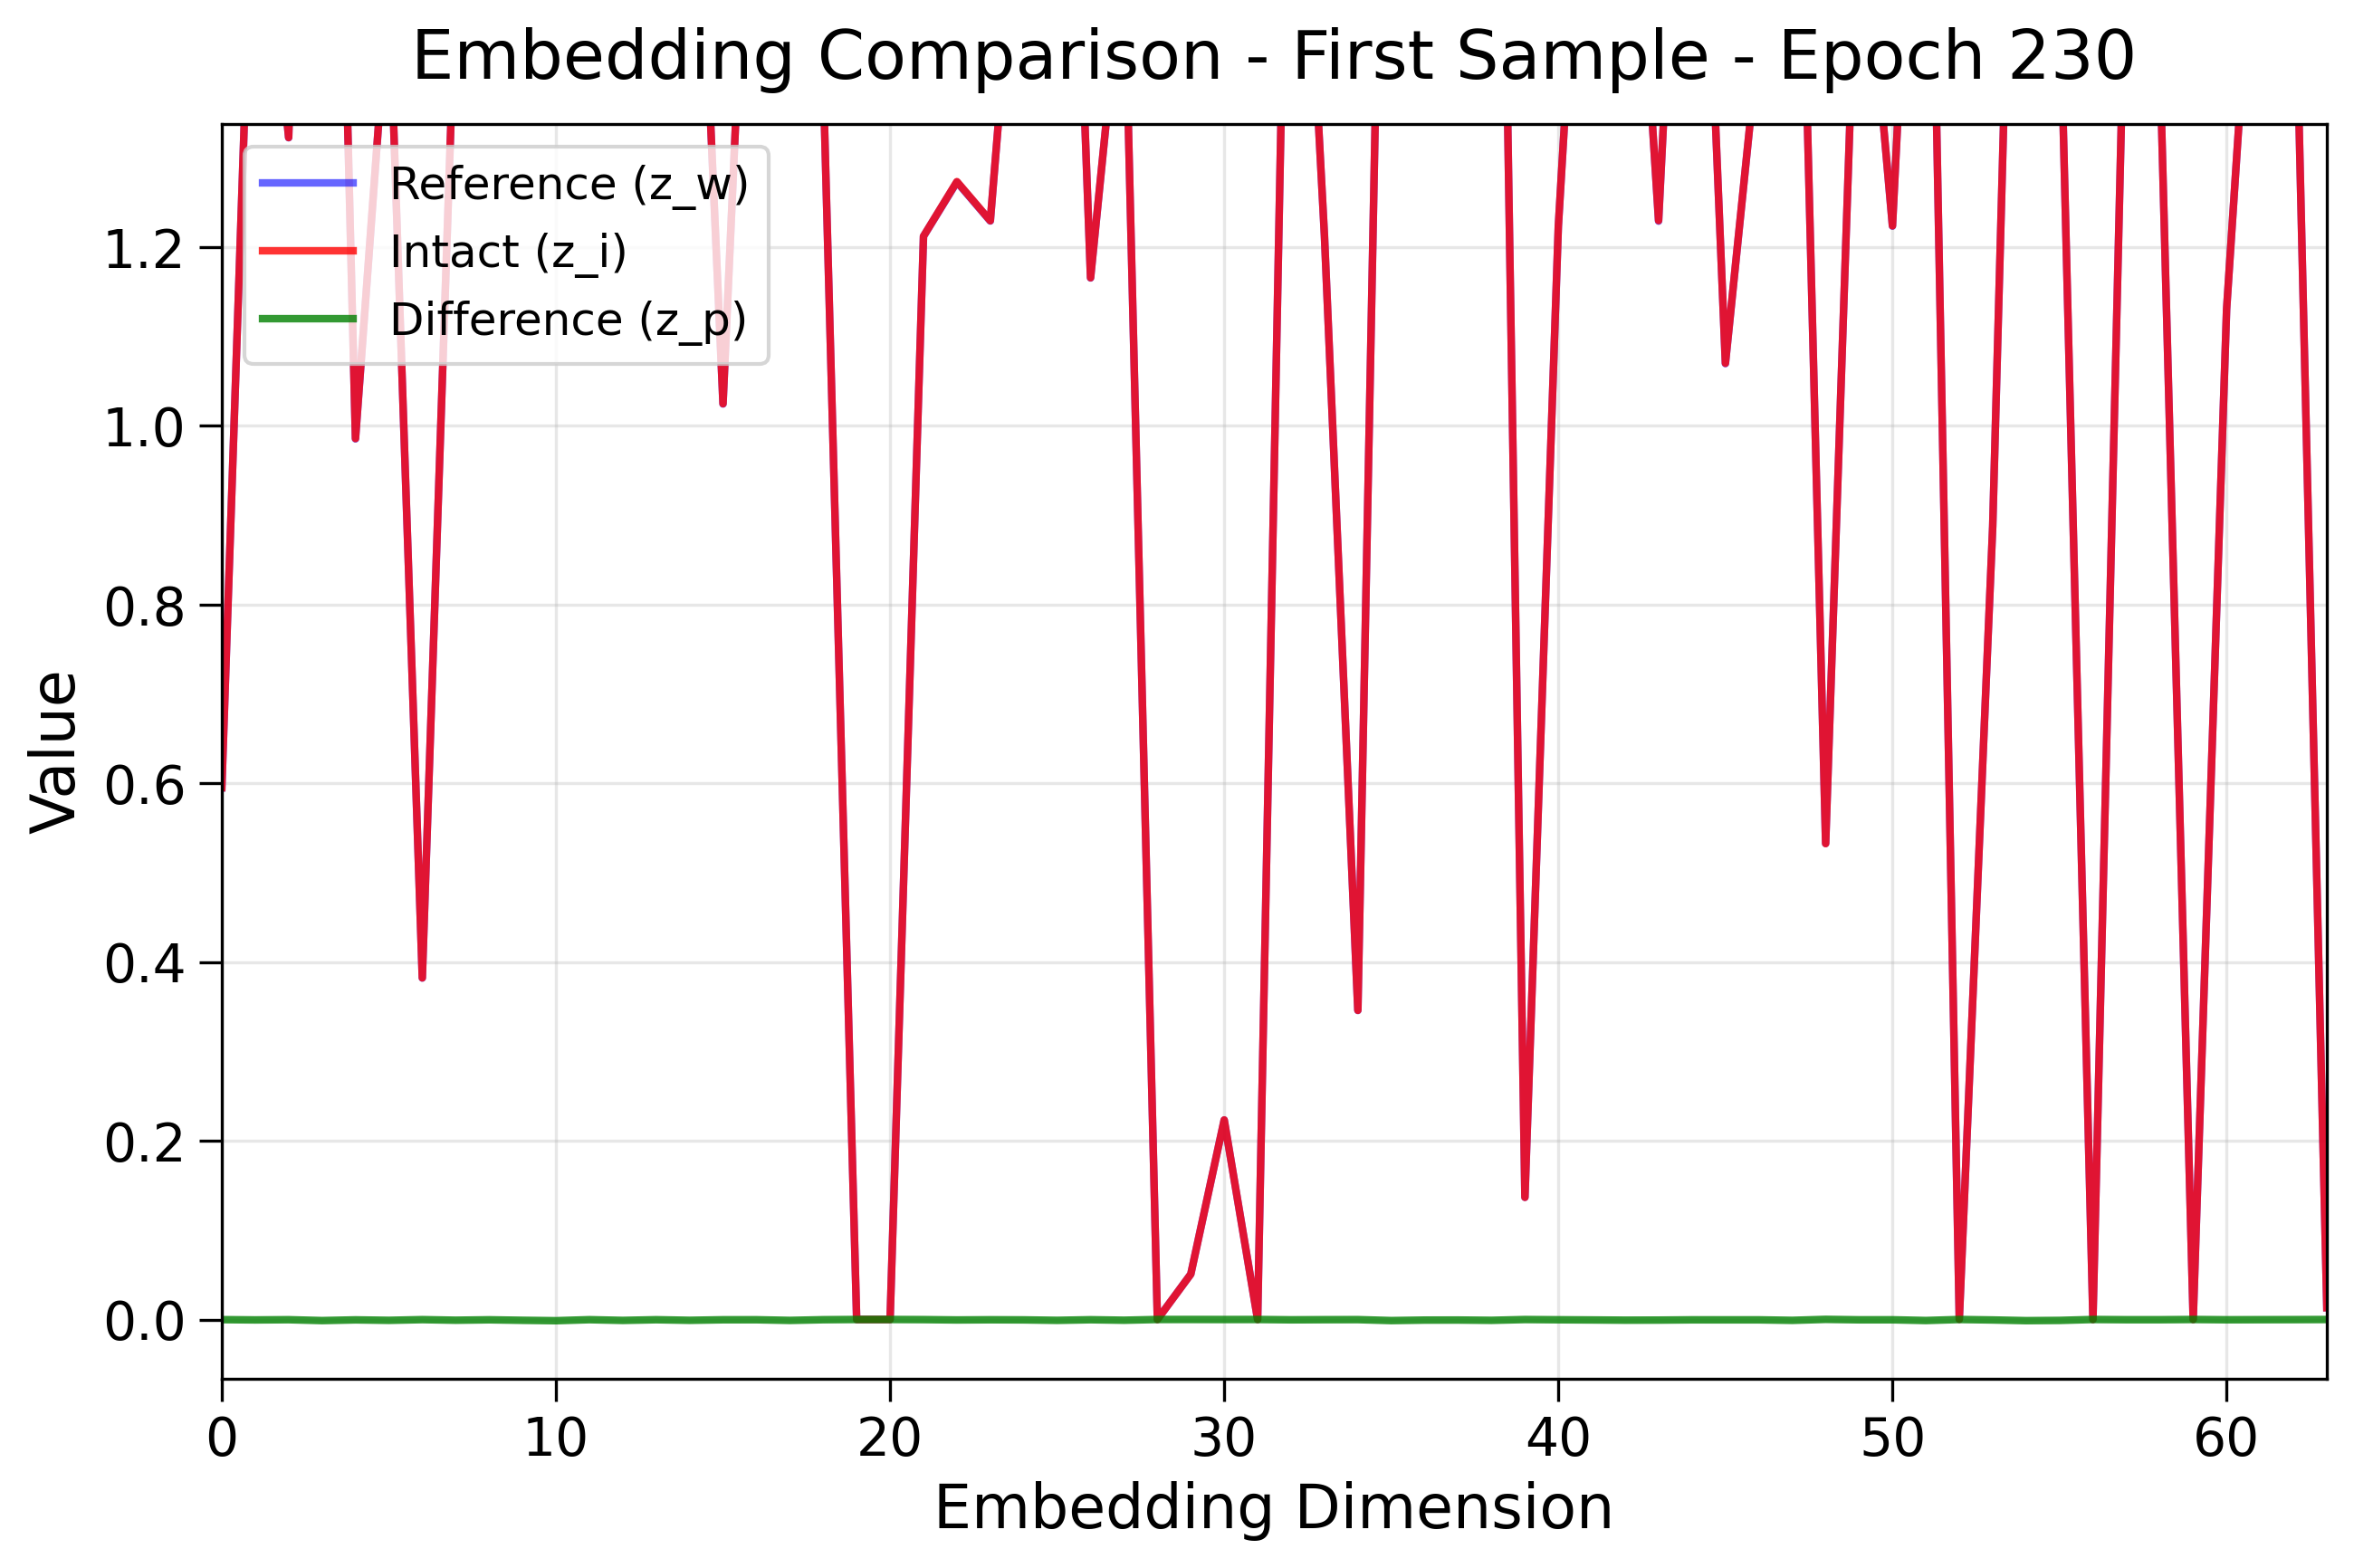 Embedding Comparison - First Sample - Epoch 230
Reference (z_w)
Intact (z_i)
Difference (z_p)
1.2
1.0
0.8
0.6
0.4
0.2
0.0
Value
0 10 20 30 40 50 60
Embedding Dimension